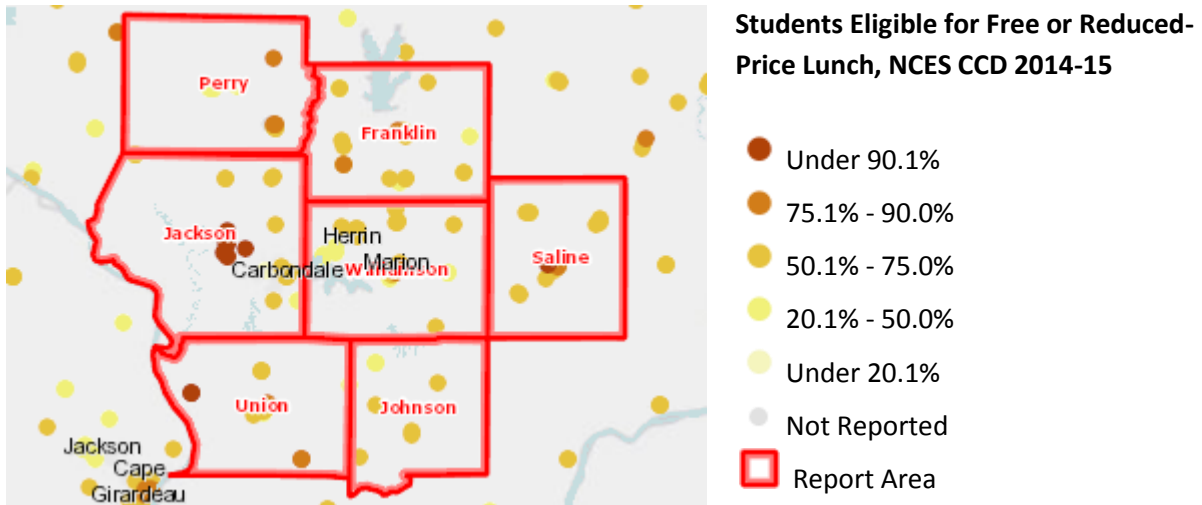 Students Eligible for Free or Reduced-
Price Lunch, NCES CCD 2014-15
Under 90.1%
75.1% - 90.0%
50.1% - 75.0%
20.1% - 50.0%
Under 20.1%
Not Reported
Report Area
Perry
Franklin
Jackson
Herrin
Marion
Carbondale
Saline
Union
Johnson
Jackson
Cape
Girardeau